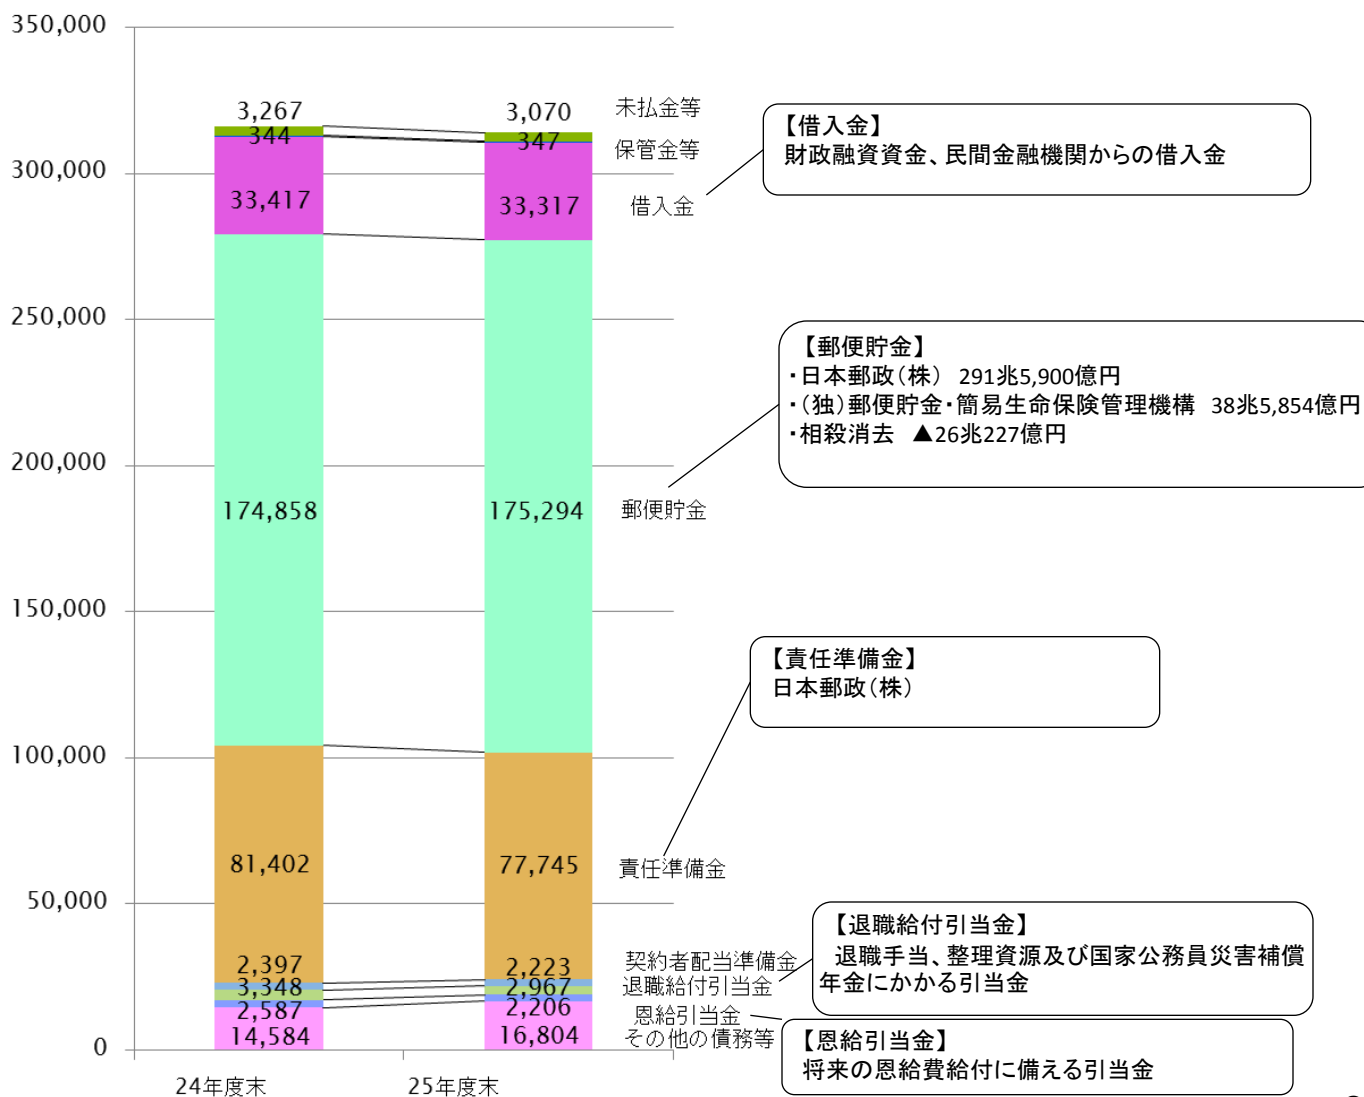 350,000
300,000
250,000
200,000
150,000
100,000
50,000
0
3,267
344
33,417
174,858
81,402
2,397
3,348
2,587
14,584
24年度末
3,070
347
33,317
175,294
77,745
2,223
2,967
2,206
16,804
25年度末
未払金等
保管金等
借入金
郵便貯金
責任準備金
契約者配当準備金
退職給付引当金
恩給引当金
その他の債務等
【借入金】
財政融資資金、民間金融機関からの借入金
【郵便貯金】
・日本郵政(株) 291兆5,900億円
・(独)郵便貯金・簡易生命保険管理機構 38兆5,854億円
・相殺消去 ▲26兆227億円
【責任準備金】
日本郵政(株)
【退職給付引当金】
退職手当、整理資源及び国家公務員災害補償
年金にかかる引当金
【恩給引当金】
将来の恩給費給付に備える引当金